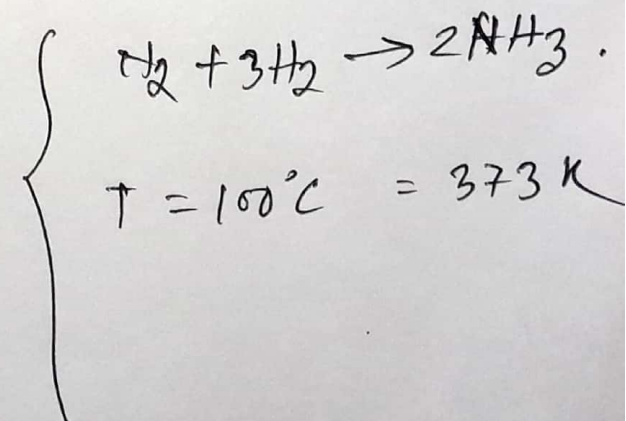 N₂ + 3H₂ → 2NH₃.
T = 100°C = 373 K